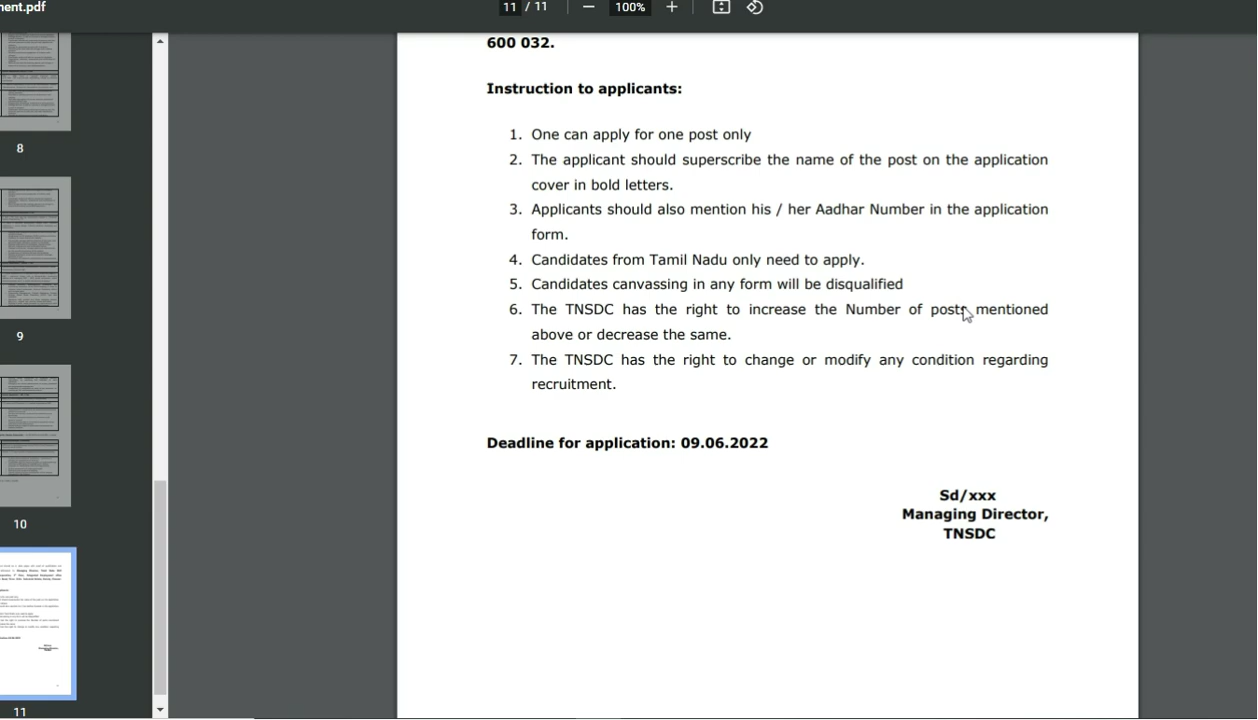 ment.pdf
11 / 11
100%
8
9
10
11
600 032.
Instruction to applicants:
1. One can apply for one post only
2. The applicant should superscribe the name of the post on the application
cover in bold letters.
3. Applicants should also mention his / her Aadhar Number in the application
form.
4. Candidates from Tamil Nadu only need to apply.
5. Candidates canvassing in any form will be disqualified
6. The TNSDC has the right to increase the Number of posts mentioned
above or decrease the same.
7. The TNSDC has the right to change or modify any condition regarding
recruitment.
Deadline for application: 09.06.2022
Sd/xxx
Managing Director,
TNSDC